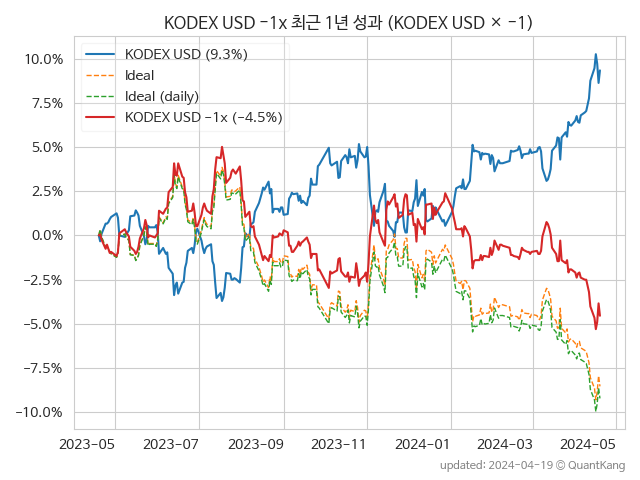 KODEX USD −1x 최근 1년 성과 (KODEX USD × −1)
KODEX USD (9.3%)
Ideal
Ideal (daily)
KODEX USD −1x (−4.5%)
10.0%
7.5%
5.0%
2.5%
0.0%
−2.5%
−5.0%
−7.5%
−10.0%
2023-05 2023-07 2023-09 2023-11 2024-01 2024-03 2024-05
updated: 2024-04-19 © QuantKang